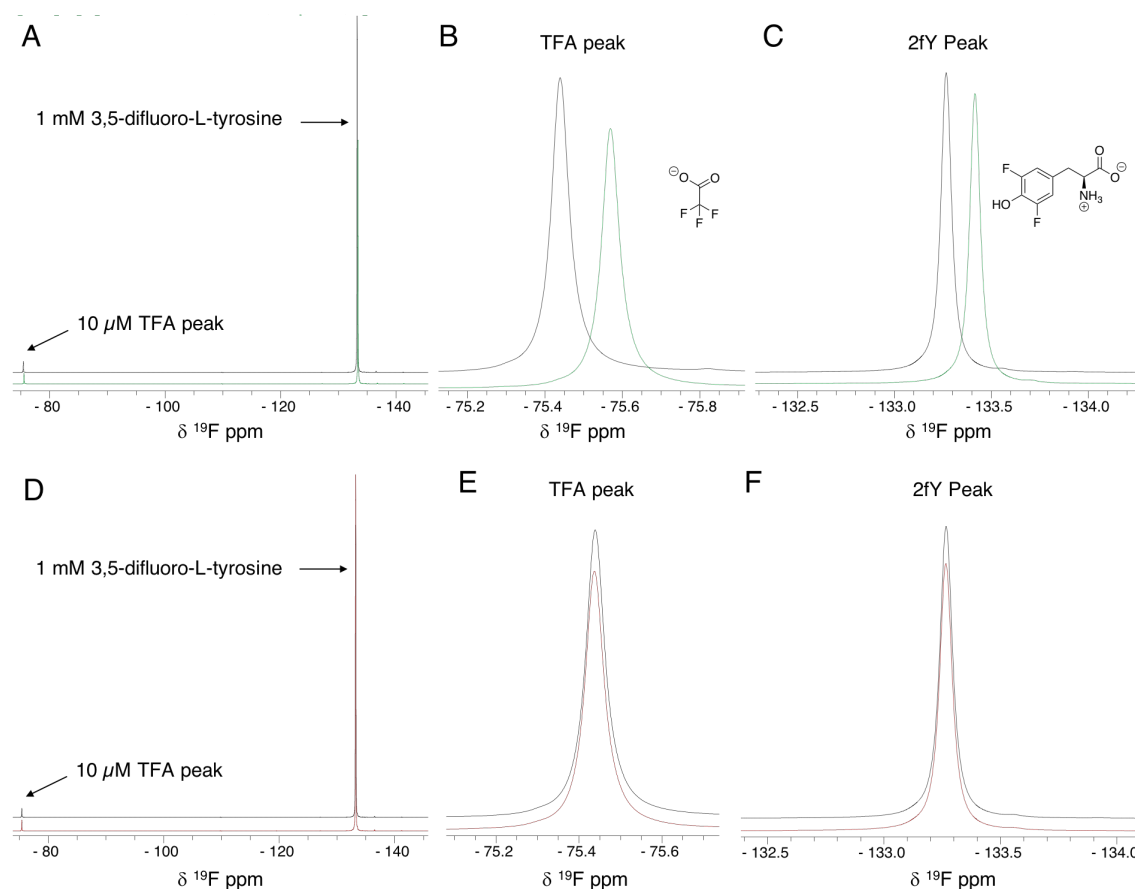 A
1 mM 3,5-difluoro-L-tyrosine
10 µM TFA peak
- 80 - 100 - 120 - 140
δ ¹⁹F ppm
B
TFA peak
⊖
O O
F F
F
- 75.2 - 75.4 - 75.6 - 75.8
δ ¹⁹F ppm
C
2fY Peak
F O ⊖
O
HO NH₃
F ⊕
- 132.5 - 133.0 - 133.5 - 134.0
δ ¹⁹F ppm
D
1 mM 3,5-difluoro-L-tyrosine
10 µM TFA peak
- 80 - 100 - 120 - 140
δ ¹⁹F ppm
E
TFA peak
- 75.2 - 75.4 - 75.6
δ ¹⁹F ppm
F
2fY Peak
- 132.5 - 133.0 - 133.5 - 134.0
δ ¹⁹F ppm